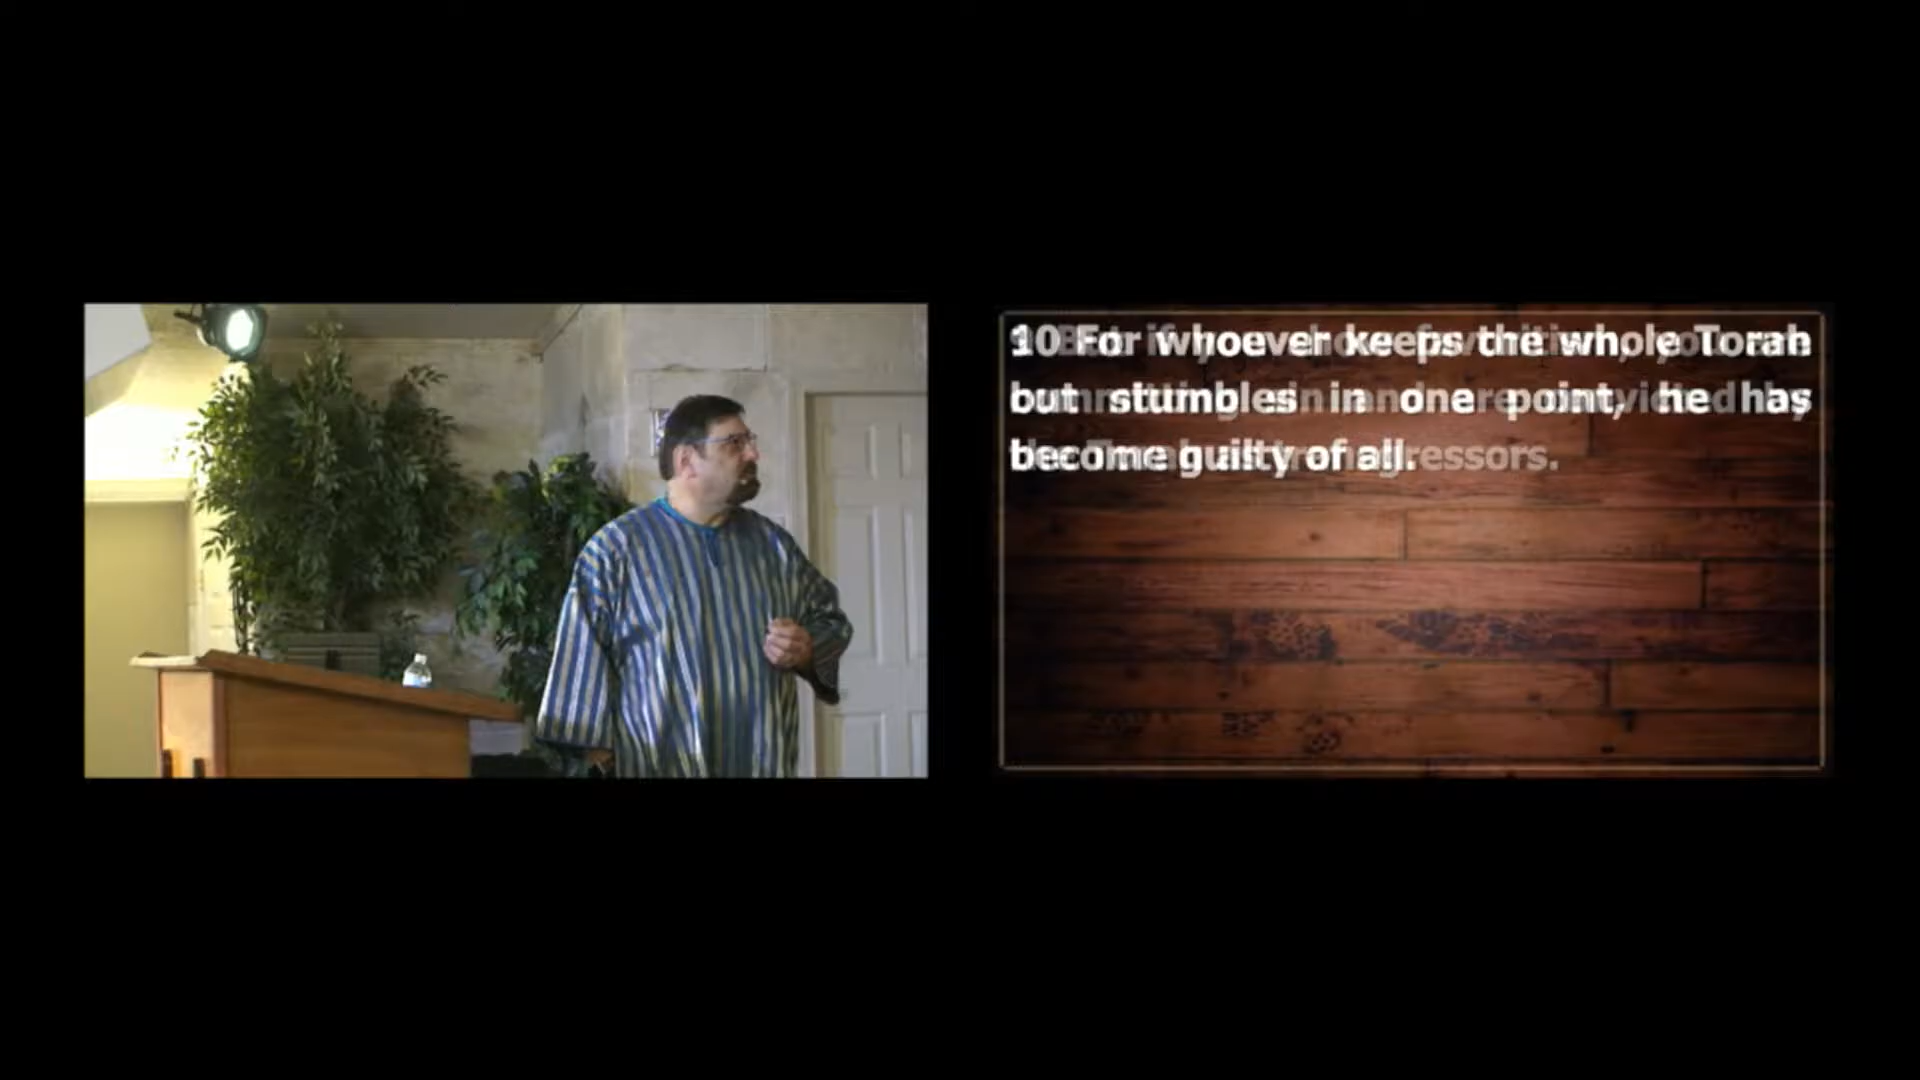 10 For whoever keeps the whole Torah
but stumbles in one point, he has
become guilty of all.